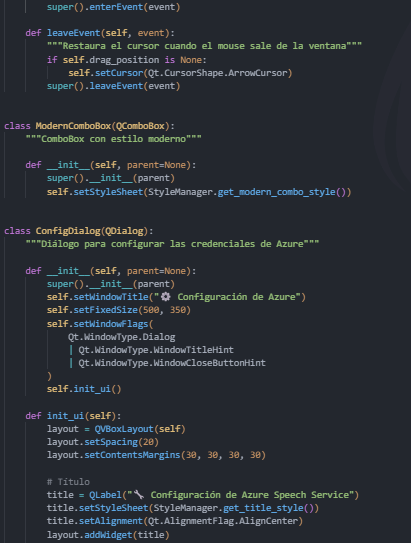 super().enterEvent(event)

    def leaveEvent(self, event):
        """Restaura el cursor cuando el mouse sale de la ventana"""
        if self.drag_position is None:
            self.setCursor(Qt.CursorShape.ArrowCursor)
        super().leaveEvent(event)


class ModernComboBox(QComboBox):
    """ComboBox con estilo moderno"""

    def __init__(self, parent=None):
        super().__init__(parent)
        self.setStyleSheet(StyleManager.get_modern_combo_style())


class ConfigDialog(QDialog):
    """Diálogo para configurar las credenciales de Azure"""

    def __init__(self, parent=None):
        super().__init__(parent)
        self.setWindowTitle("⚙️ Configuración de Azure")
        self.setFixedSize(500, 350)
        self.setWindowFlags(
            Qt.WindowType.Dialog
            | Qt.WindowType.WindowTitleHint
            | Qt.WindowType.WindowCloseButtonHint
        )
        self.init_ui()

    def init_ui(self):
        layout = QVBoxLayout(self)
        layout.setSpacing(20)
        layout.setContentsMargins(30, 30, 30, 30)

        # Título
        title = QLabel("🔧 Configuración de Azure Speech Service")
        title.setStyleSheet(StyleManager.get_title_style())
        title.setAlignment(Qt.AlignmentFlag.AlignCenter)
        layout.addWidget(title)